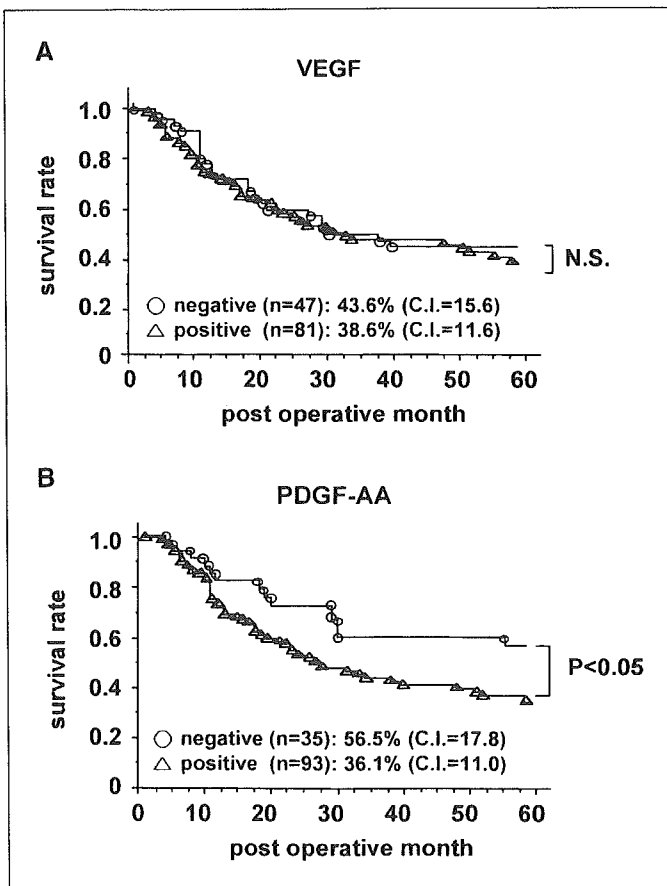 A
VEGF
survival rate
1.0
0.8
0.6
0.4
0.2
0
negative (n=47): 43.6% (C.I.=15.6)
positive (n=81): 38.6% (C.I.=11.6)
N.S.
0 10 20 30 40 50 60
post operative month
B
PDGF-AA
survival rate
1.0
0.8
0.6
0.4
0.2
0
negative (n=35): 56.5% (C.I.=17.8)
positive (n=93): 36.1% (C.I.=11.0)
P<0.05
0 10 20 30 40 50 60
post operative month